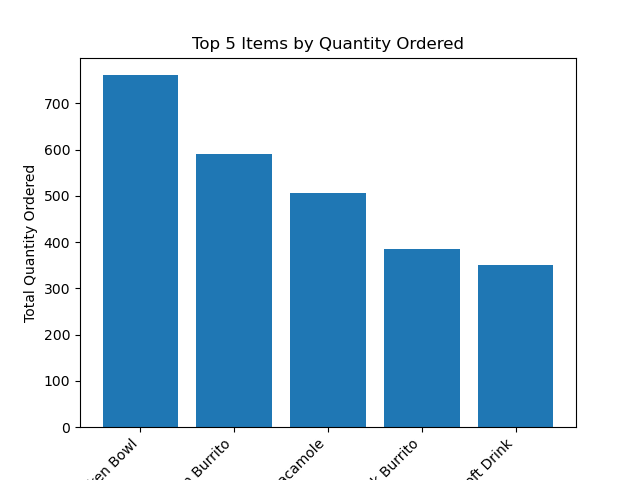 Top 5 Items by Quantity Ordered
Total Quantity Ordered
700
600
500
400
300
200
100
0
Bowl
Burrito
Burrito
Drink